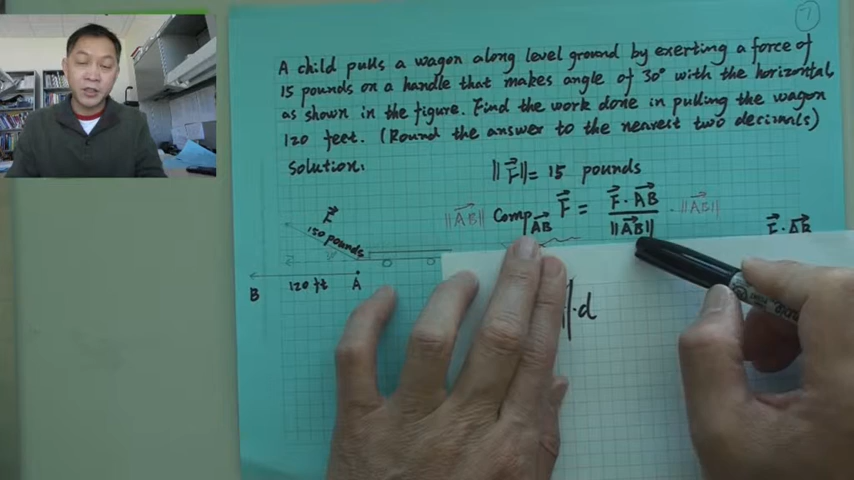 7
A child pulls a wagon along level ground by exerting a force of
15 pounds on a handle that makes angle of 30° with the horizontal
as shown in the figure. Find the work done in pulling the wagon
120 feet. (Round the answer to the nearest two decimals)
Solution:
||F⃗|| = 15 pounds
||AB⃗|| Comp_AB⃗ F⃗ = F⃗ · AB⃗ / ||AB⃗|| · ||AB⃗||
F⃗ · AB⃗
F⃗
150 pounds
B 120 ft A
|| · d